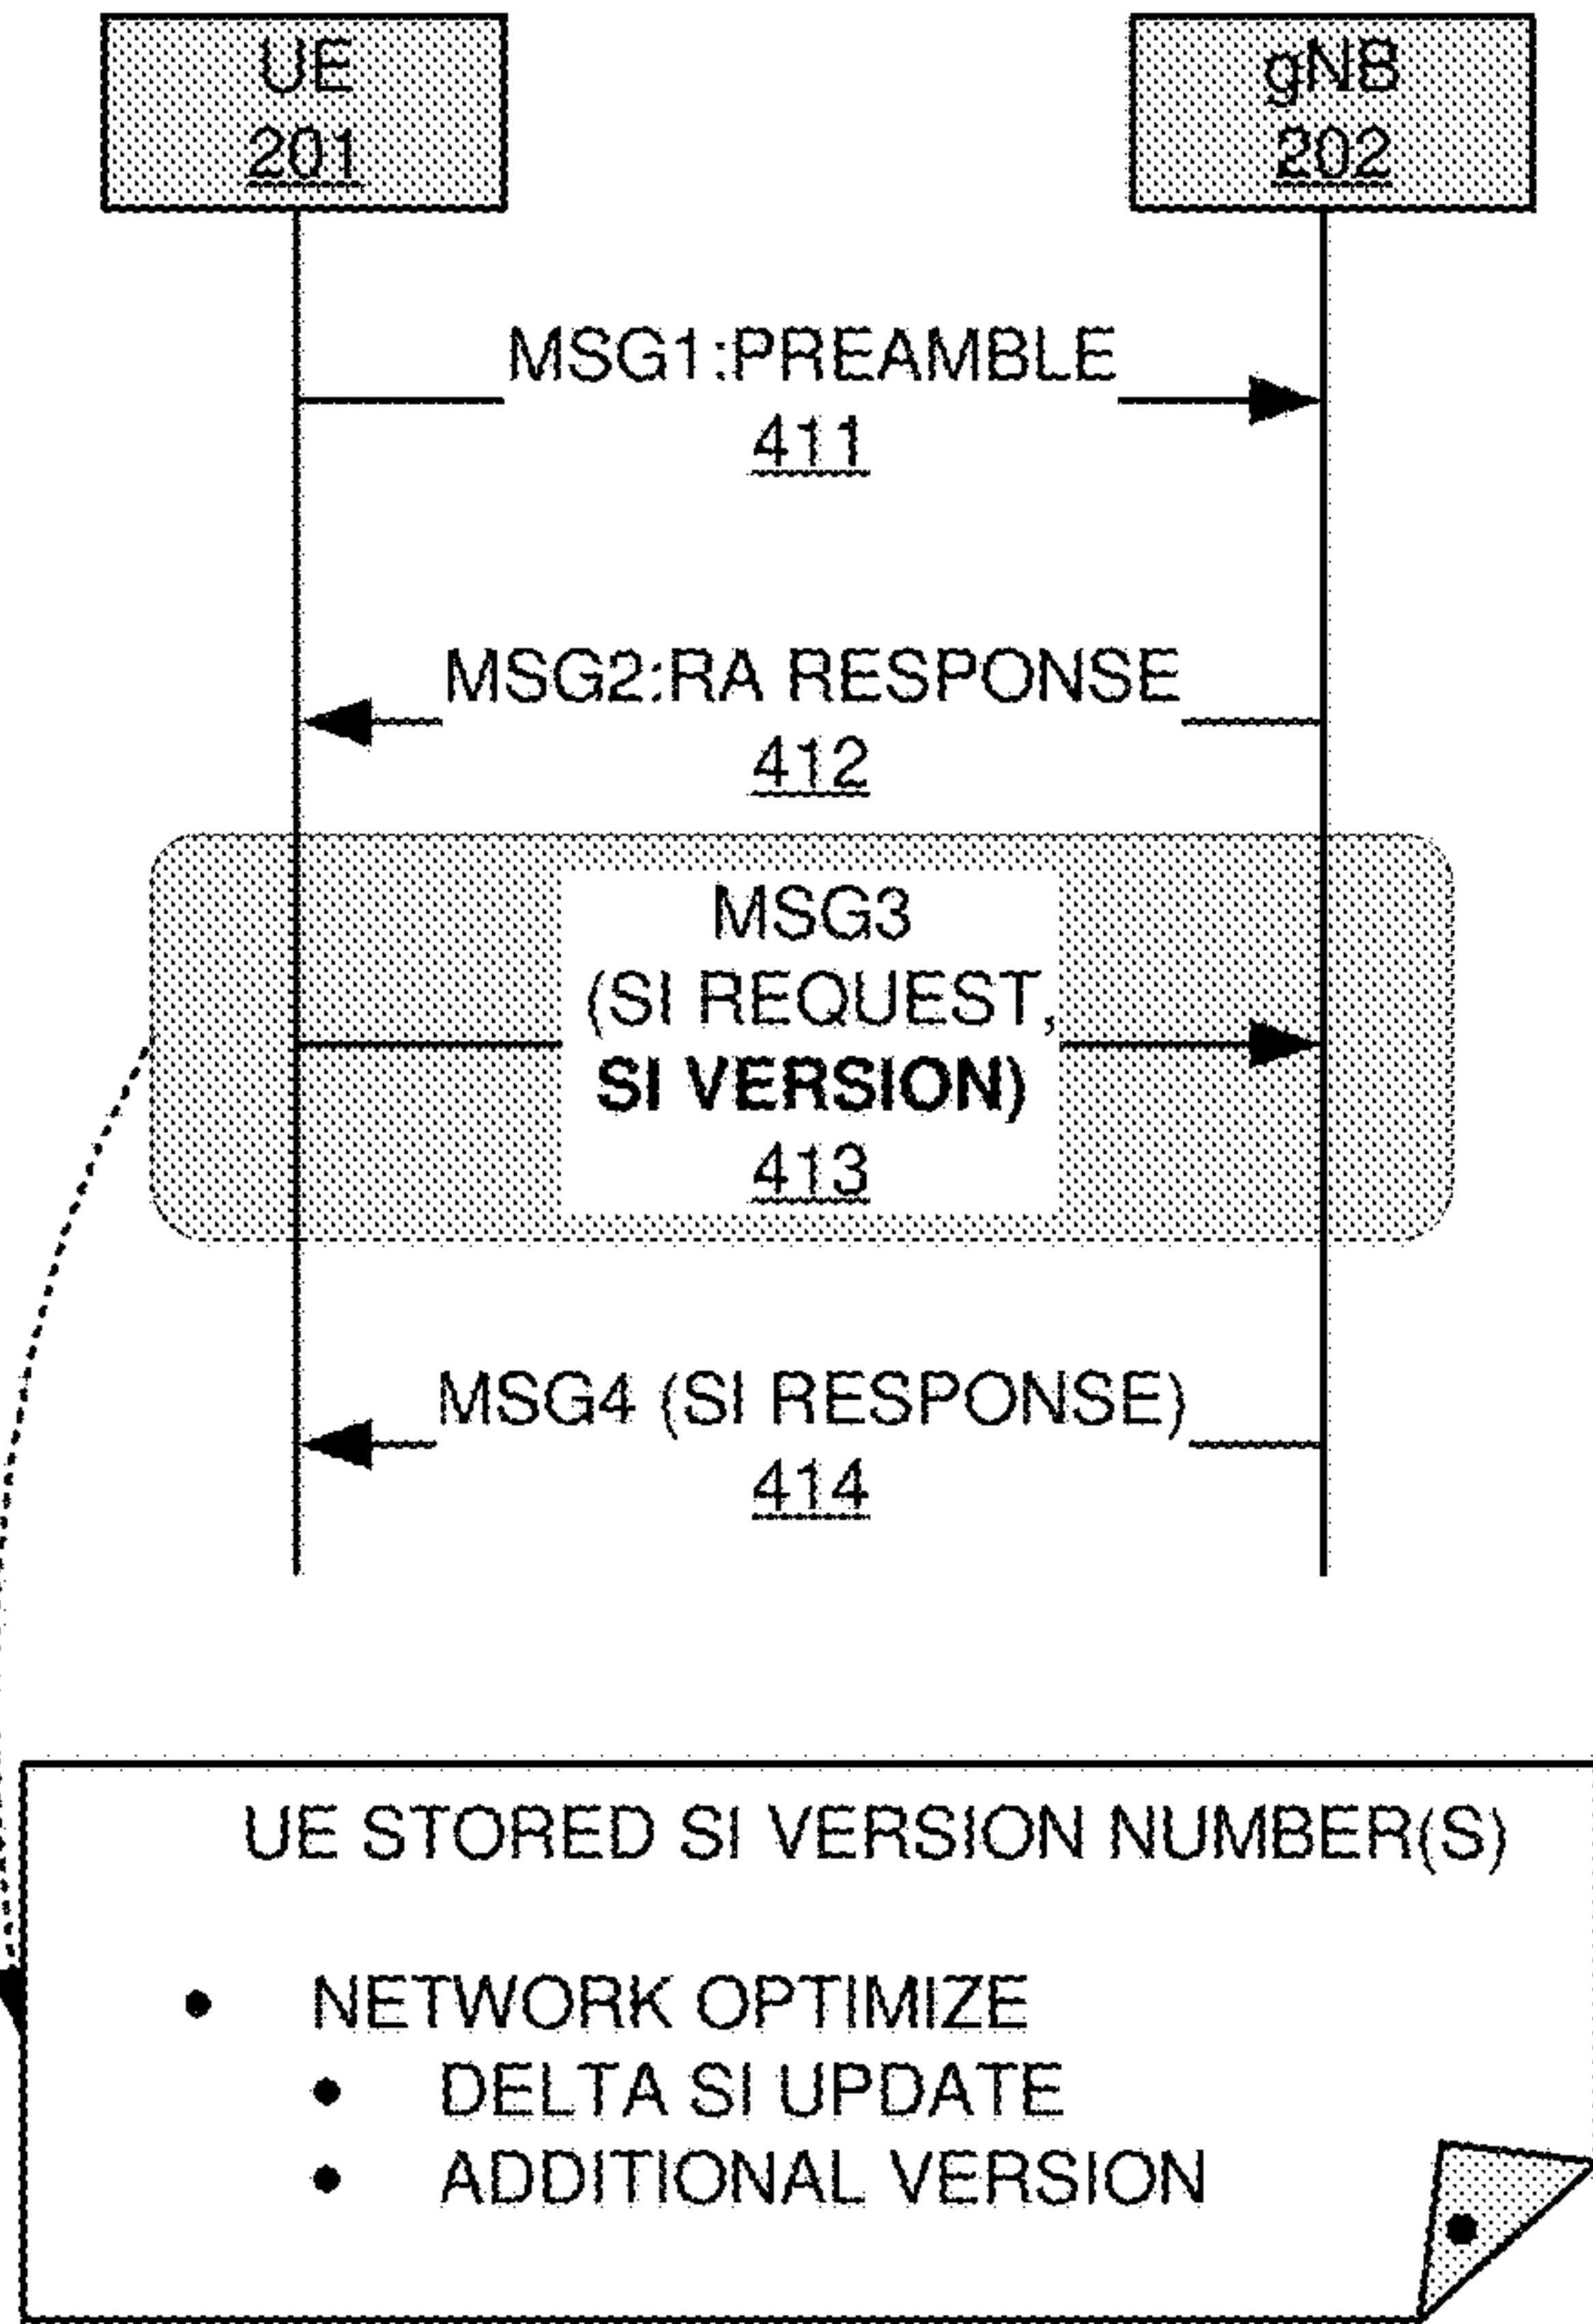 UE
201
gNB
202
MSG1:PREAMBLE
411
MSG2:RA RESPONSE
412
MSG3
(SI REQUEST,
SI VERSION)
413
MSG4 (SI RESPONSE)
414
UE STORED SI VERSION NUMBER(S)
• NETWORK OPTIMIZE
• DELTA SI UPDATE
• ADDITIONAL VERSION